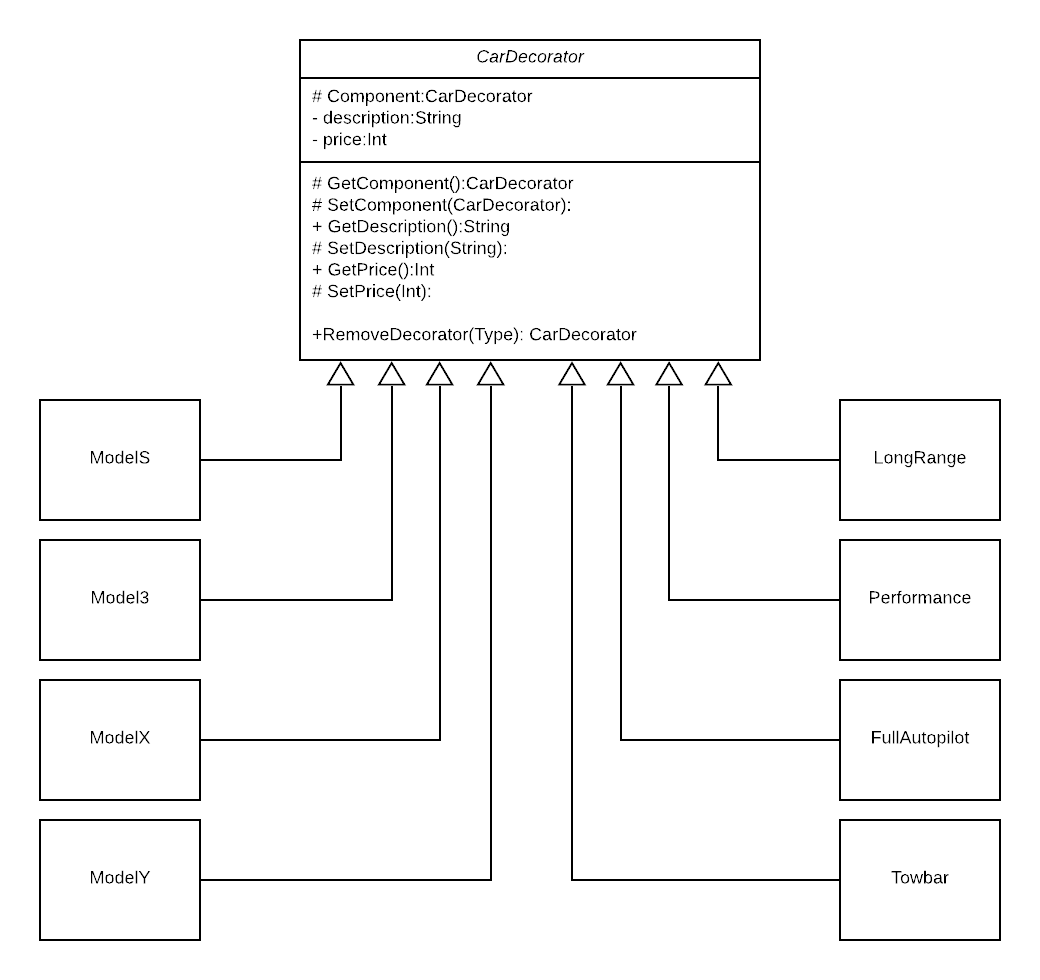 CarDecorator
# Component:CarDecorator
- description:String
- price:Int
# GetComponent():CarDecorator
# SetComponent(CarDecorator):
+ GetDescription():String
# SetDescription(String):
+ GetPrice():Int
# SetPrice(Int):
+RemoveDecorator(Type): CarDecorator
ModelS
Model3
ModelX
ModelY
LongRange
Performance
FullAutopilot
Towbar